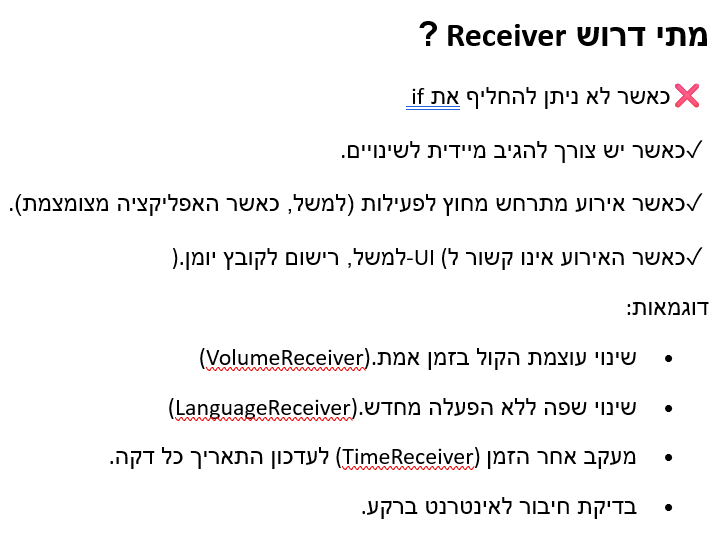 מתי דרוש Receiver ?
❌כאשר לא ניתן להחליף את if
✓כאשר יש צורך להגיב מיידית לשינויים.
✓כאשר אירוע מתרחש מחוץ לפעילות (למשל, כאשר האפליקציה מצומצמת).
✓כאשר האירוע אינו קשור ל) UI-למשל, רישום לקובץ יומן.(
דוגמאות:
• שינוי עוצמת הקול בזמן אמת.(VolumeReceiver)
• שינוי שפה ללא הפעלה מחדש.(LanguageReceiver)
• מעקב אחר הזמן (TimeReceiver) לעדכון התאריך כל דקה.
• בדיקת חיבור לאינטרנט ברקע.